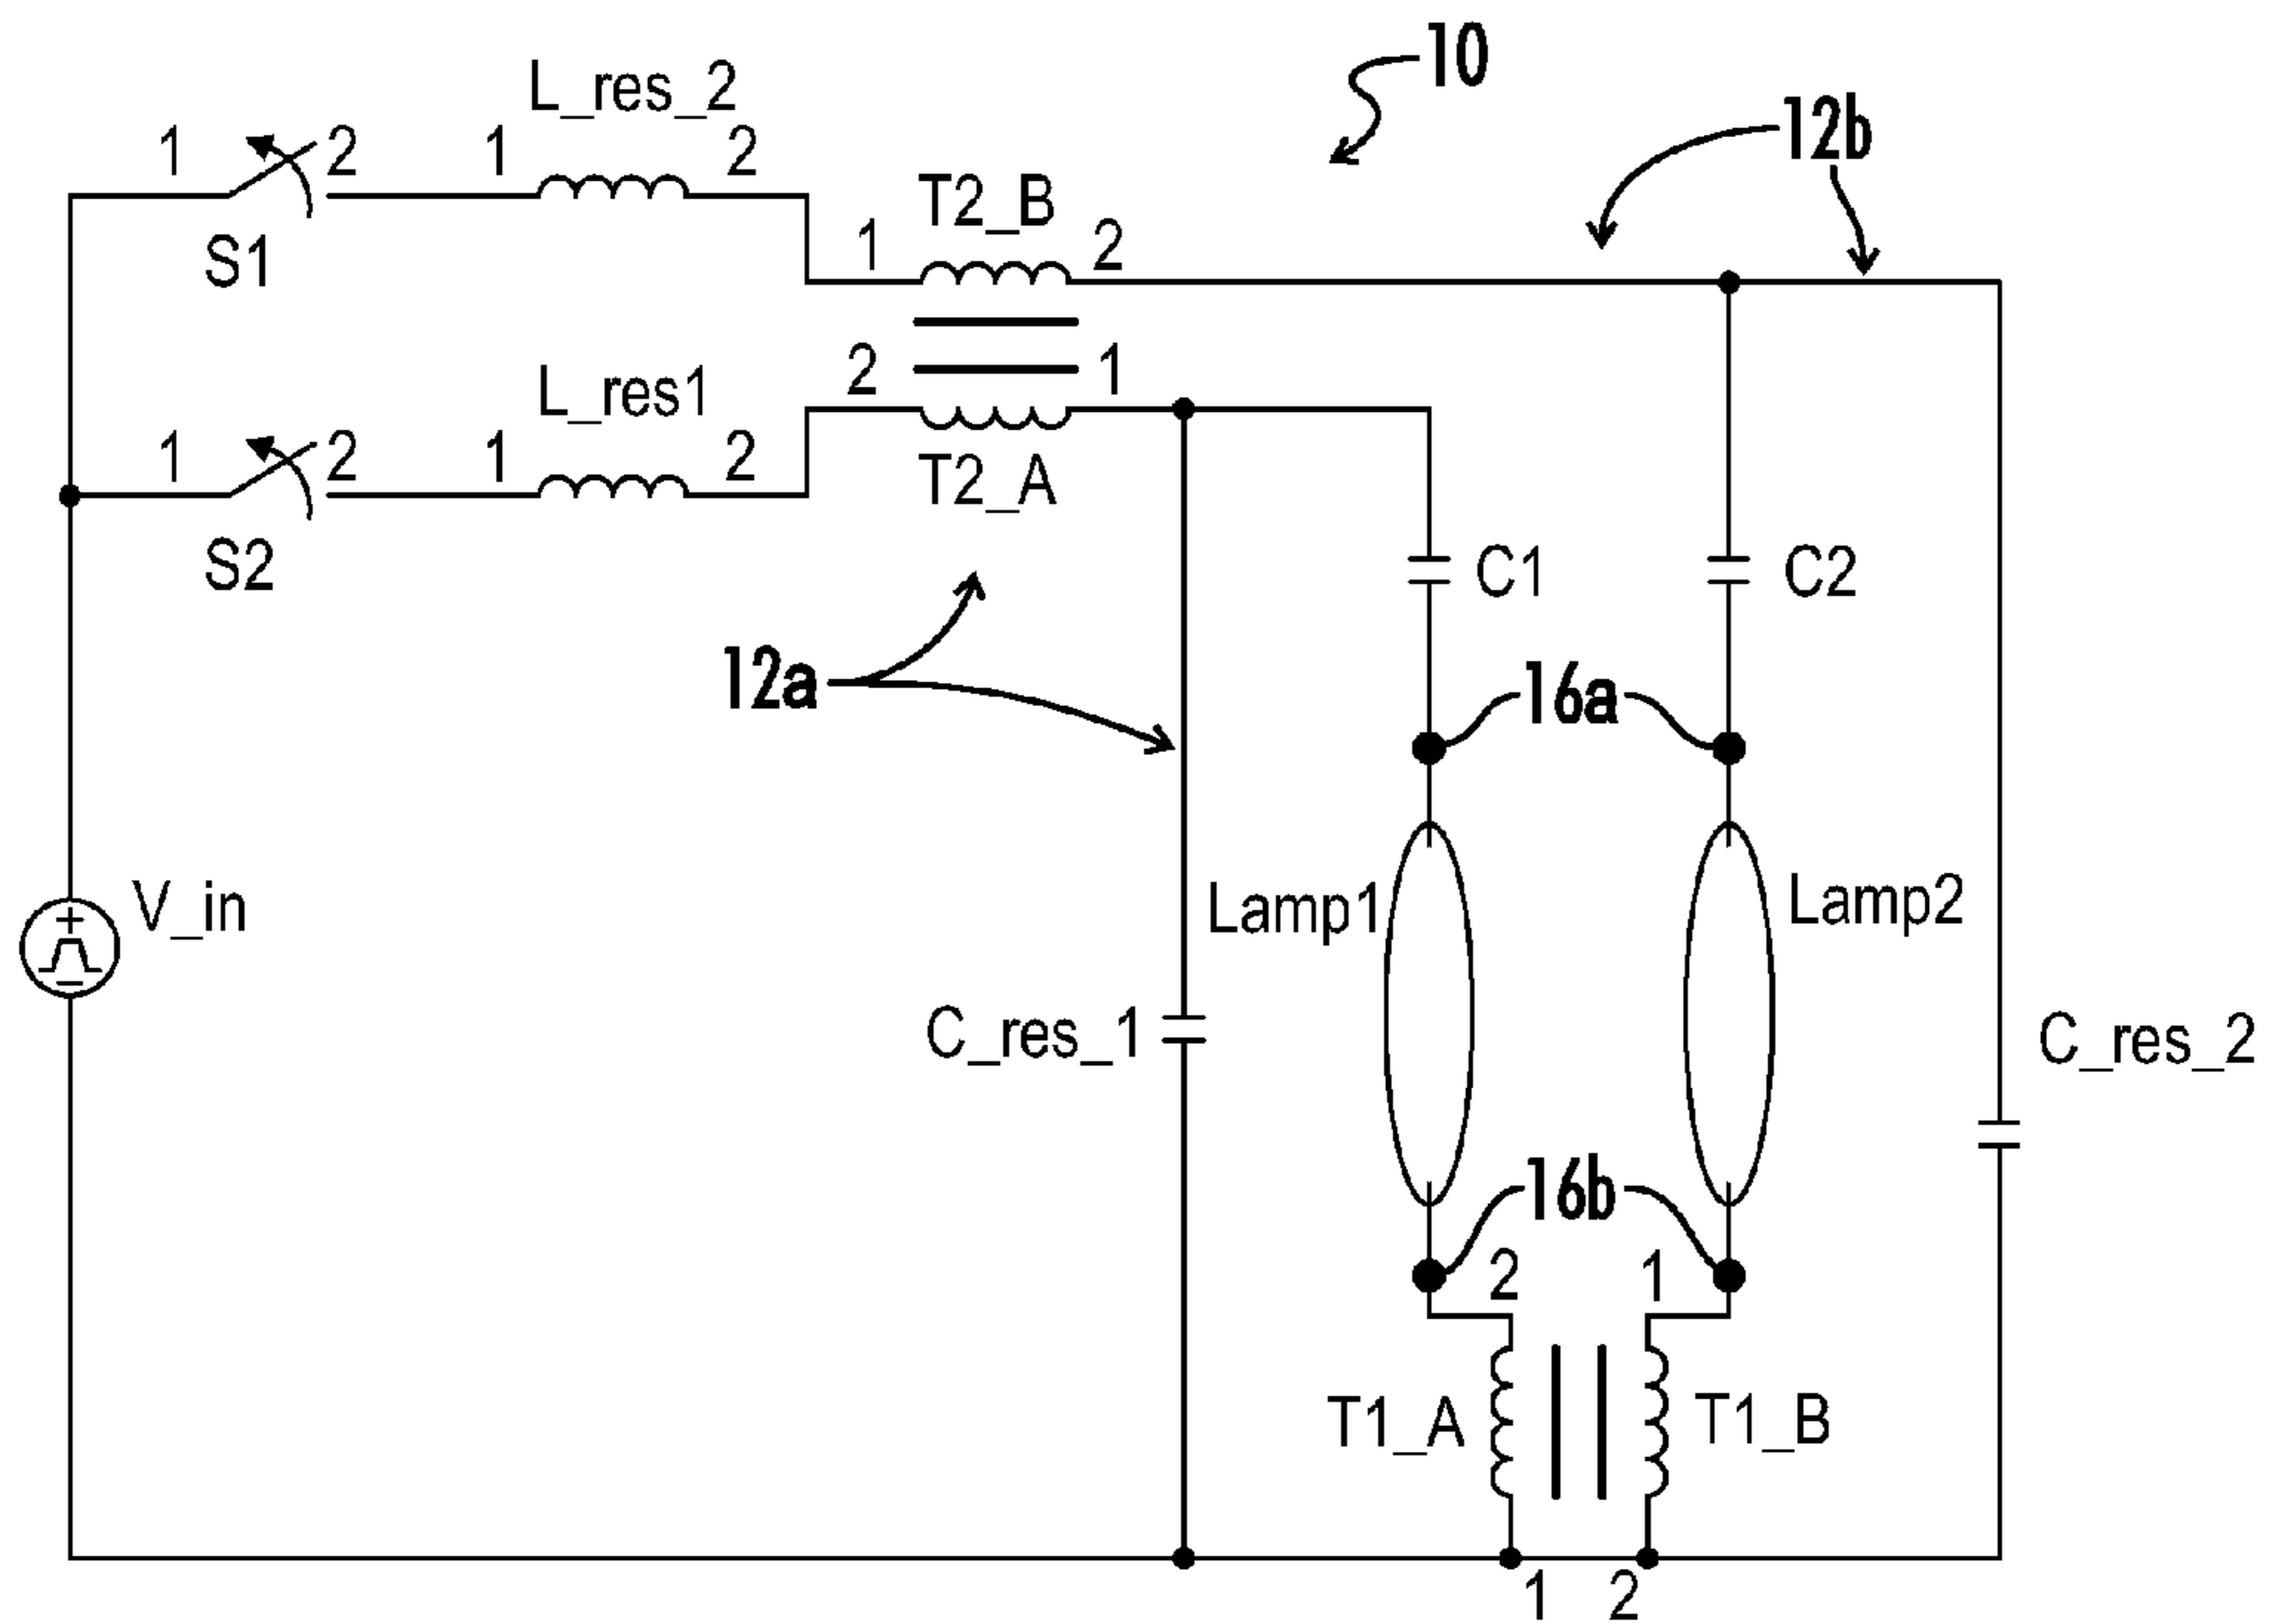 10
L_res_2
12b
1
2
1
2
T2_B
S1
1
2
L_res1
2
1
1
2
1
2
T2_A
S2
C1
C2
12a
16a
V_in
Lamp1
Lamp2
+
−
C_res_1
C_res_2
16b
2
1
T1_A
T1_B
1
2